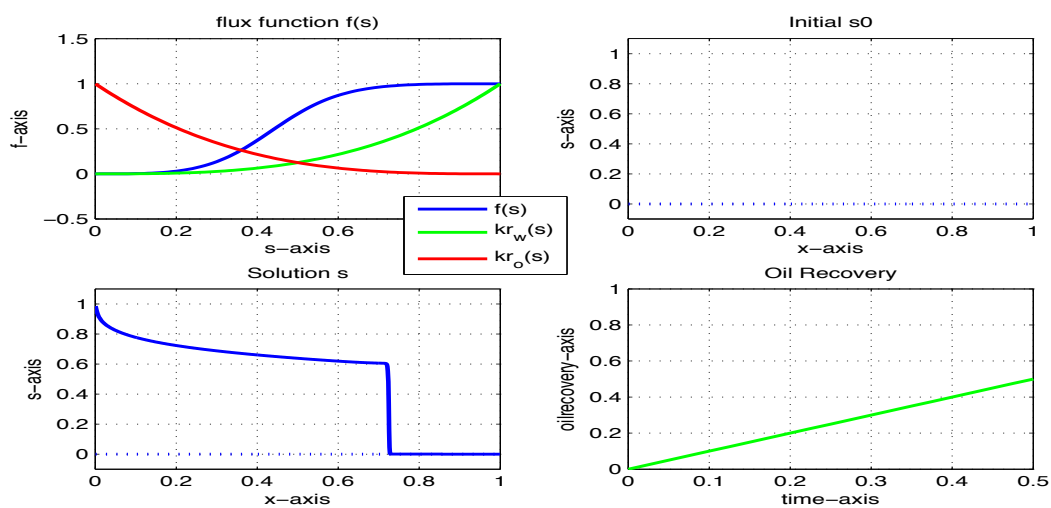 flux function f(s)
1.5
1
0.5
0
−0.5
f−axis
0 0.2 0.4 0.6 0.8 1
s−axis
f(s)
kr_w(s)
kr_o(s)
Initial s0
1
0.8
0.6
0.4
0.2
0
s−axis
0 0.2 0.4 0.6 0.8 1
x−axis
Solution s
1
0.8
0.6
0.4
0.2
0
s−axis
0 0.2 0.4 0.6 0.8 1
x−axis
Oil Recovery
1
0.8
0.6
0.4
0.2
0
oilrecovery−axis
0 0.1 0.2 0.3 0.4 0.5
time−axis